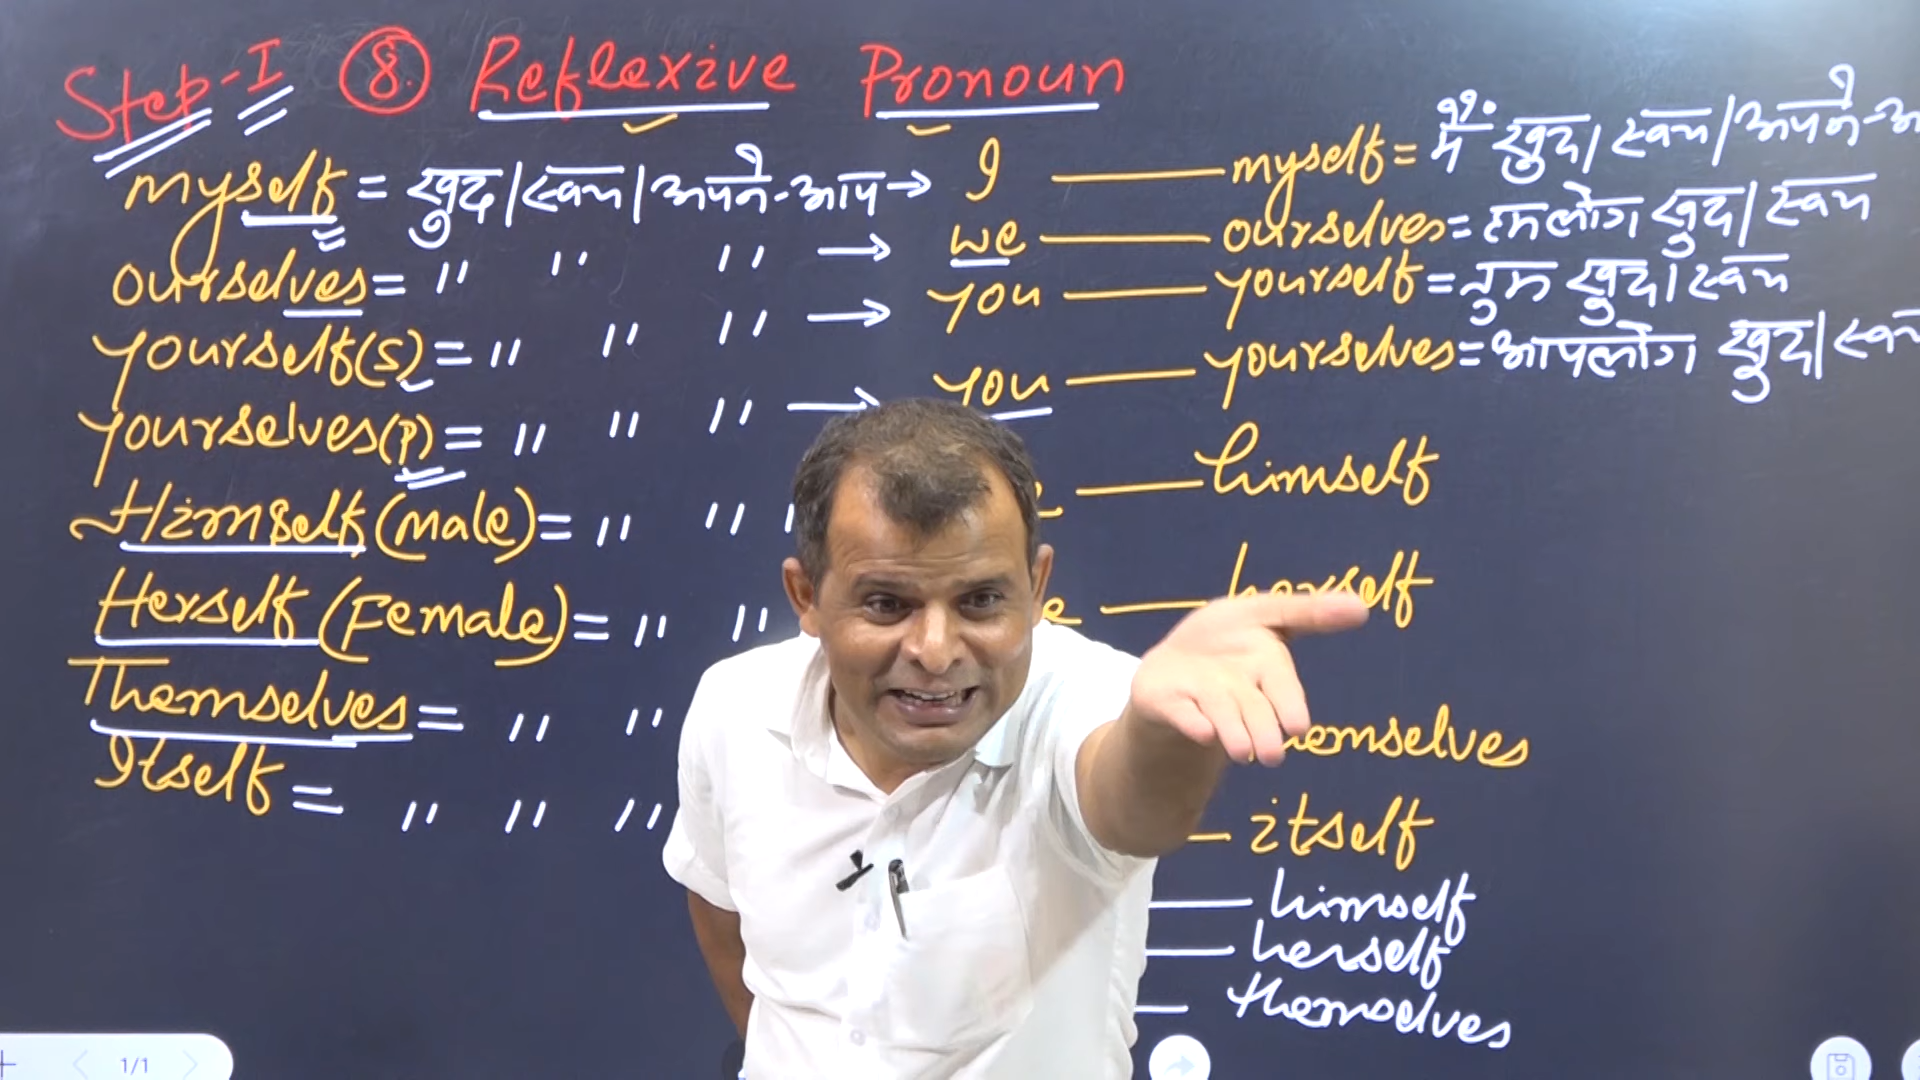 Step-I ⑧. Reflexive Pronoun
myself = खुद/स्वयं/अपने-आप → I — myself = मैं खुद/स्वयं/अपने-आ
ourselves = " " " → we — ourselves = हमलोग खुद/स्वयं
yourself(s) = " " " → you — yourself = तुम खुद/स्वयं
yourselves(p) = " " " → you — yourselves = आपलोग खुद/स्वयं
Himself (male) = " " — himself
Herself (Female) = " " — herself
Themselves = " " themselves
Itself = " " " — itself
— himself
— herself
— themselves
1/1